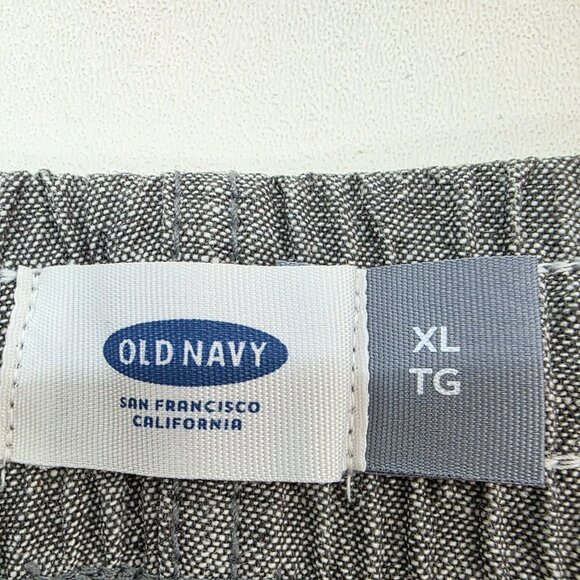 OLD NAVY
SAN FRANCISCO
CALIFORNIA
XL
TG